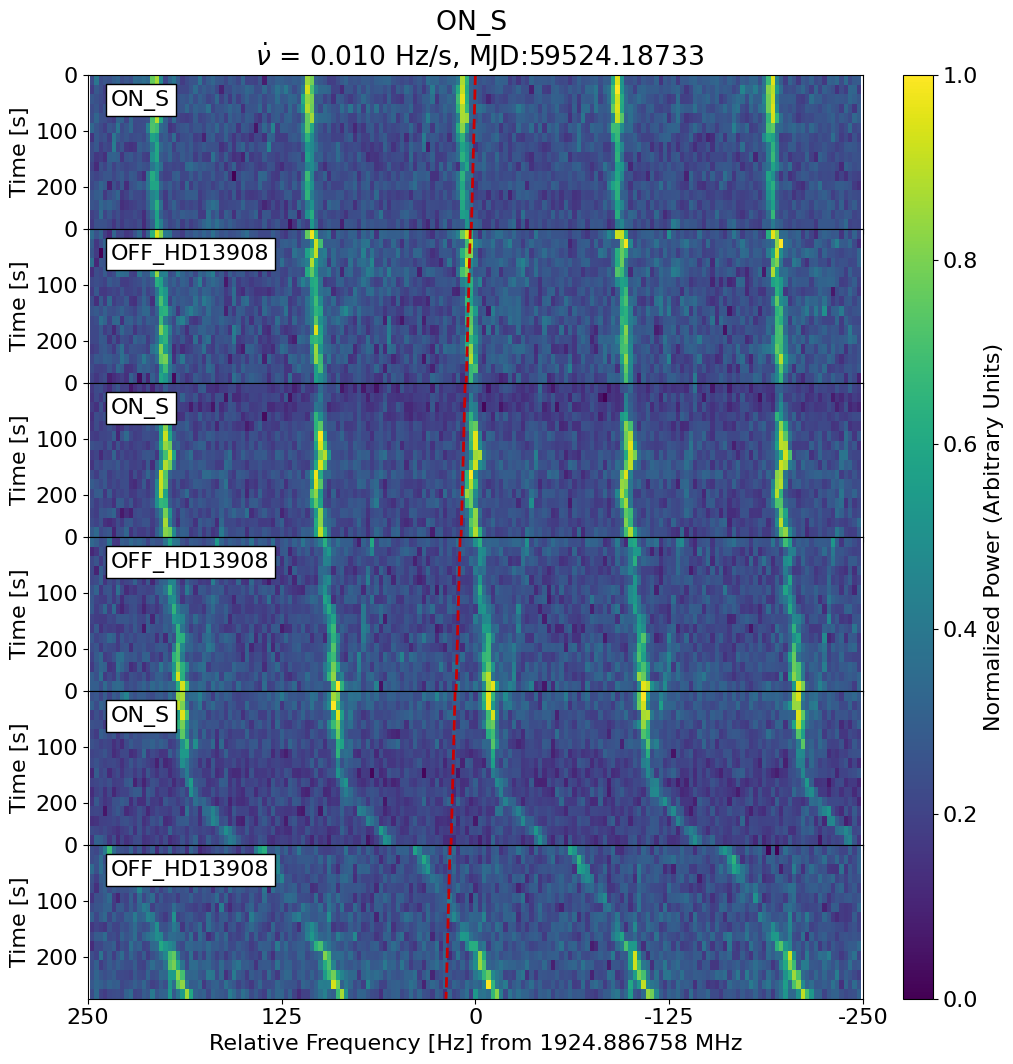 ON_S
ν̇ = 0.010 Hz/s, MJD:59524.18733
0
100
200
Time [s]
ON_S
0
100
200
Time [s]
OFF_HD13908
0
100
200
Time [s]
ON_S
0
100
200
Time [s]
OFF_HD13908
0
100
200
Time [s]
ON_S
0
100
200
Time [s]
OFF_HD13908
250 125 0 -125 -250
Relative Frequency [Hz] from 1924.886758 MHz
1.0
0.8
0.6
0.4
0.2
0.0
Normalized Power (Arbitrary Units)